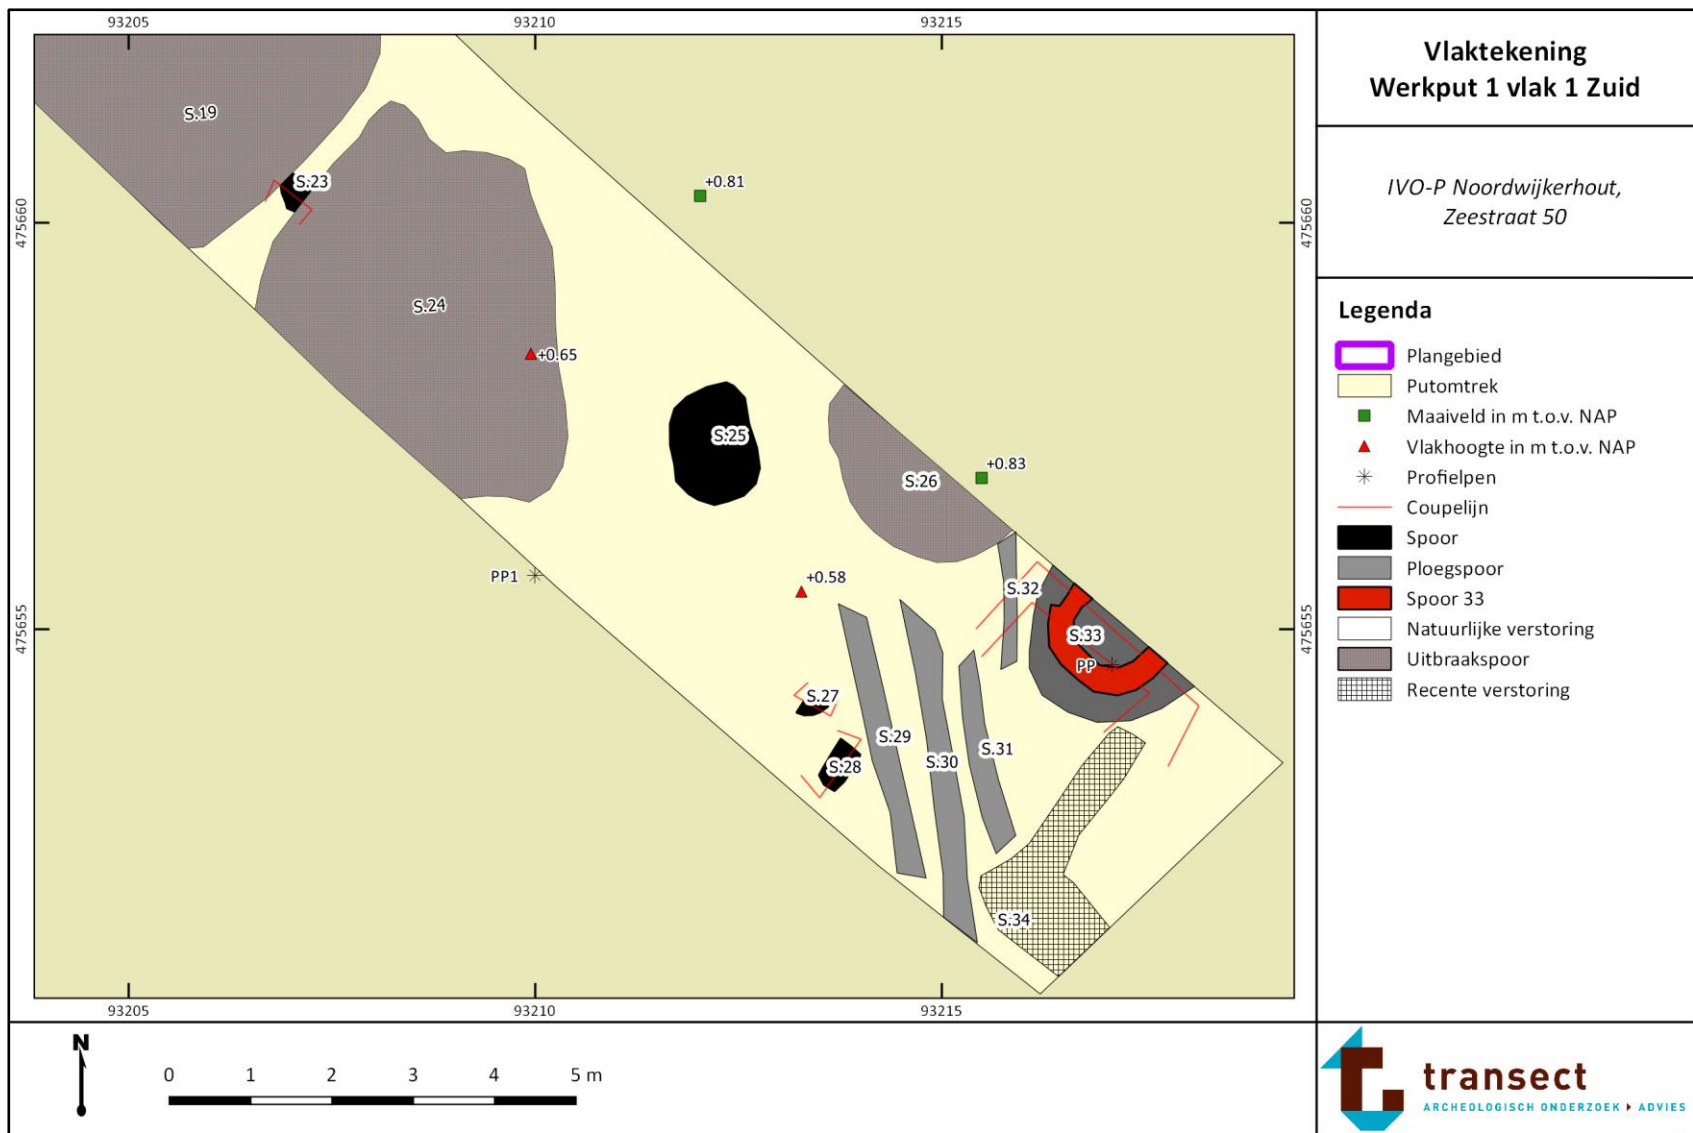 93205
93210
93215
475660
475655
475660
475655
93205
93210
93215
S.19
S.23
S.24
+0.65
+0.81
S.25
S.26
+0.83
PP1
+0.58
S.32
S.33
PP
S.27
S.28
S.29
S.30
S.31
S.34
Vlaktekening
Werkput 1 vlak 1 Zuid
IVO-P Noordwijkerhout,
Zeestraat 50
Legenda
Plangebied
Putomtrek
Maaiveld in m t.o.v. NAP
Vlakhoogte in m t.o.v. NAP
Profielpen
Coupelijn
Spoor
Ploegspoor
Spoor 33
Natuurlijke verstoring
Uitbraakspoor
Recente verstoring
N
0 1 2 3 4 5 m
transect
ARCHEOLOGISCH ONDERZOEK ▸ ADVIES